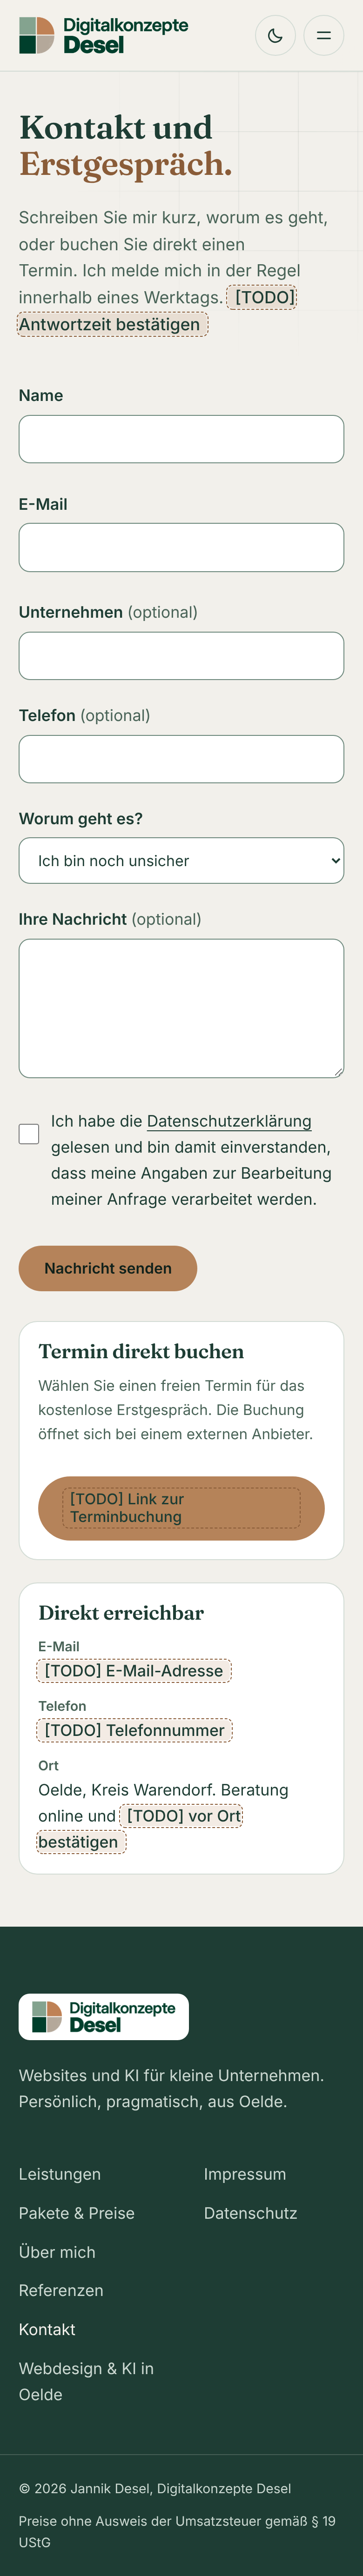 Digitalkonzepte
Desel
Kontakt und
Erstgespräch.
Schreiben Sie mir kurz, worum es geht,
oder buchen Sie direkt einen
Termin. Ich melde mich in der Regel
innerhalb eines Werktags. [TODO]
Antwortzeit bestätigen
Name
E-Mail
Unternehmen (optional)
Telefon (optional)
Worum geht es?
Ich bin noch unsicher
Ihre Nachricht (optional)
Ich habe die Datenschutzerklärung
gelesen und bin damit einverstanden,
dass meine Angaben zur Bearbeitung
meiner Anfrage verarbeitet werden.
Nachricht senden
Termin direkt buchen
Wählen Sie einen freien Termin für das
kostenlose Erstgespräch. Die Buchung
öffnet sich bei einem externen Anbieter.
[TODO] Link zur
Terminbuchung
Direkt erreichbar
E-Mail
[TODO] E-Mail-Adresse
Telefon
[TODO] Telefonnummer
Ort
Oelde, Kreis Warendorf. Beratung
online und [TODO] vor Ort
bestätigen
Digitalkonzepte
Desel
Websites und KI für kleine Unternehmen.
Persönlich, pragmatisch, aus Oelde.
Leistungen
Pakete & Preise
Über mich
Referenzen
Kontakt
Webdesign & KI in
Oelde
Impressum
Datenschutz
© 2026 Jannik Desel, Digitalkonzepte Desel
Preise ohne Ausweis der Umsatzsteuer gemäß § 19
UStG